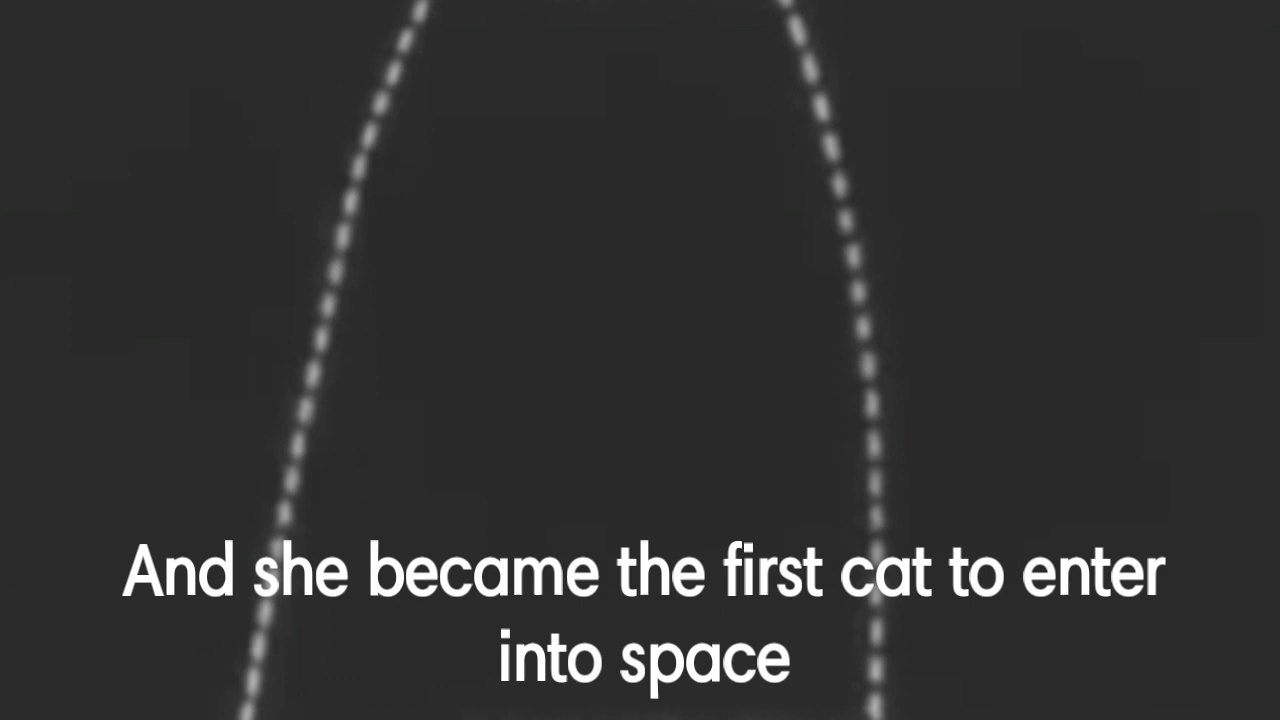 And she became the first cat to enter
into space